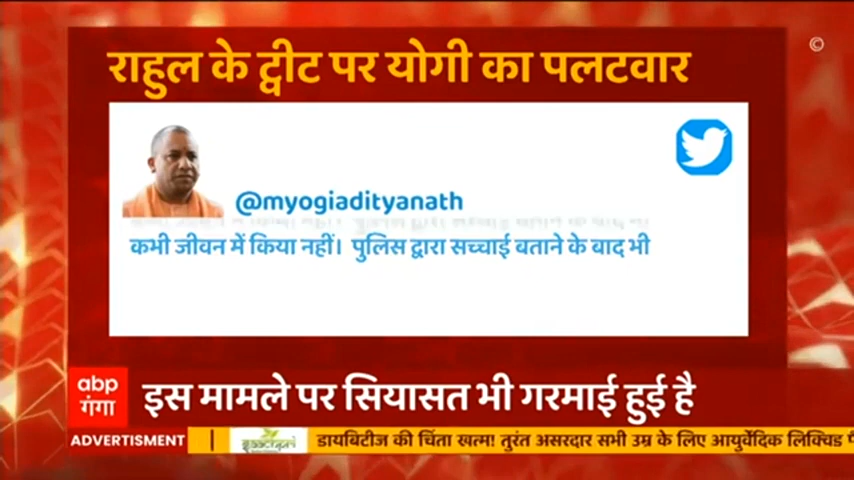 ©
राहुल के ट्वीट पर योगी का पलटवार
@myogiadityanath
कभी जीवन में किया नहीं। पुलिस द्वारा सच्चाई बताने के बाद भी
abp
गंगा
इस मामले पर सियासत भी गरमाई हुई है
ADVERTISMENT
डायबिटीज की चिंता खत्म! तुरंत असरदार सभी उम्र के लिए आयुर्वेदिक लिक्विड